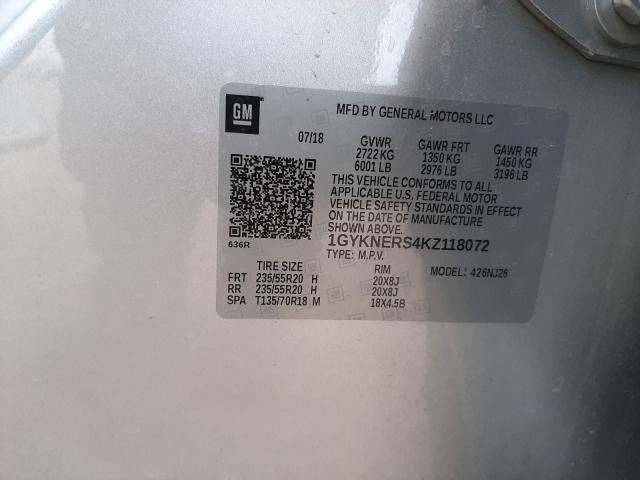 GM
MFD BY GENERAL MOTORS LLC
07/18 GVWR GAWR FRT GAWR RR
2722 KG 1350 KG 1450 KG
6001 LB 2976 LB 3196 LB
THIS VEHICLE CONFORMS TO ALL
APPLICABLE U.S. FEDERAL MOTOR
VEHICLE SAFETY STANDARDS IN EFFECT
ON THE DATE OF MANUFACTURE
SHOWN ABOVE.
636R 1GYKNERS4KZ118072
TYPE: M.P.V.
TIRE SIZE RIM MODEL: 426NJ26
FRT 235/55R20 H 20X8J
RR 235/55R20 H 20X8J
SPA T135/70R18 M 18X4.5B